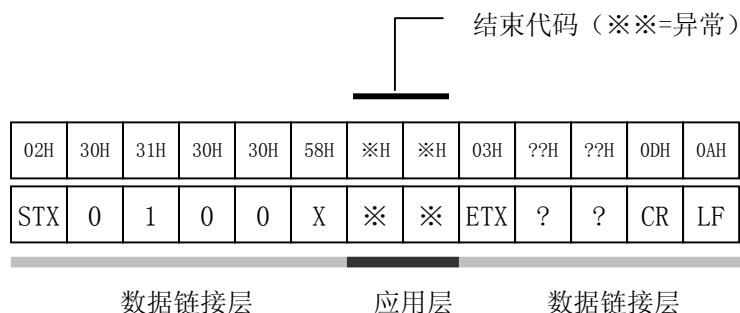 结束代码（※※=异常）
02H 30H 31H 30H 30H 58H ※H ※H 03H ??H ??H 0DH 0AH
STX 0 1 0 0 X ※ ※ ETX ? ? CR LF
数据链接层 应用层 数据链接层